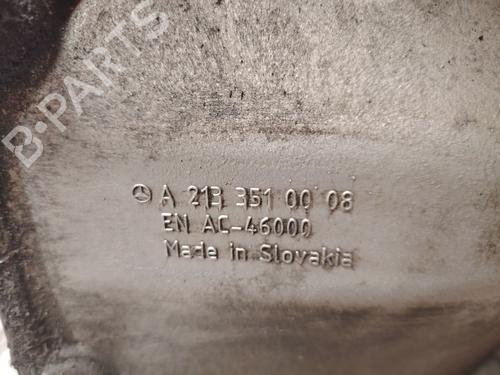 B-PARTS
A 213 351 00 08
EN AC-46000
Made in Slovakia